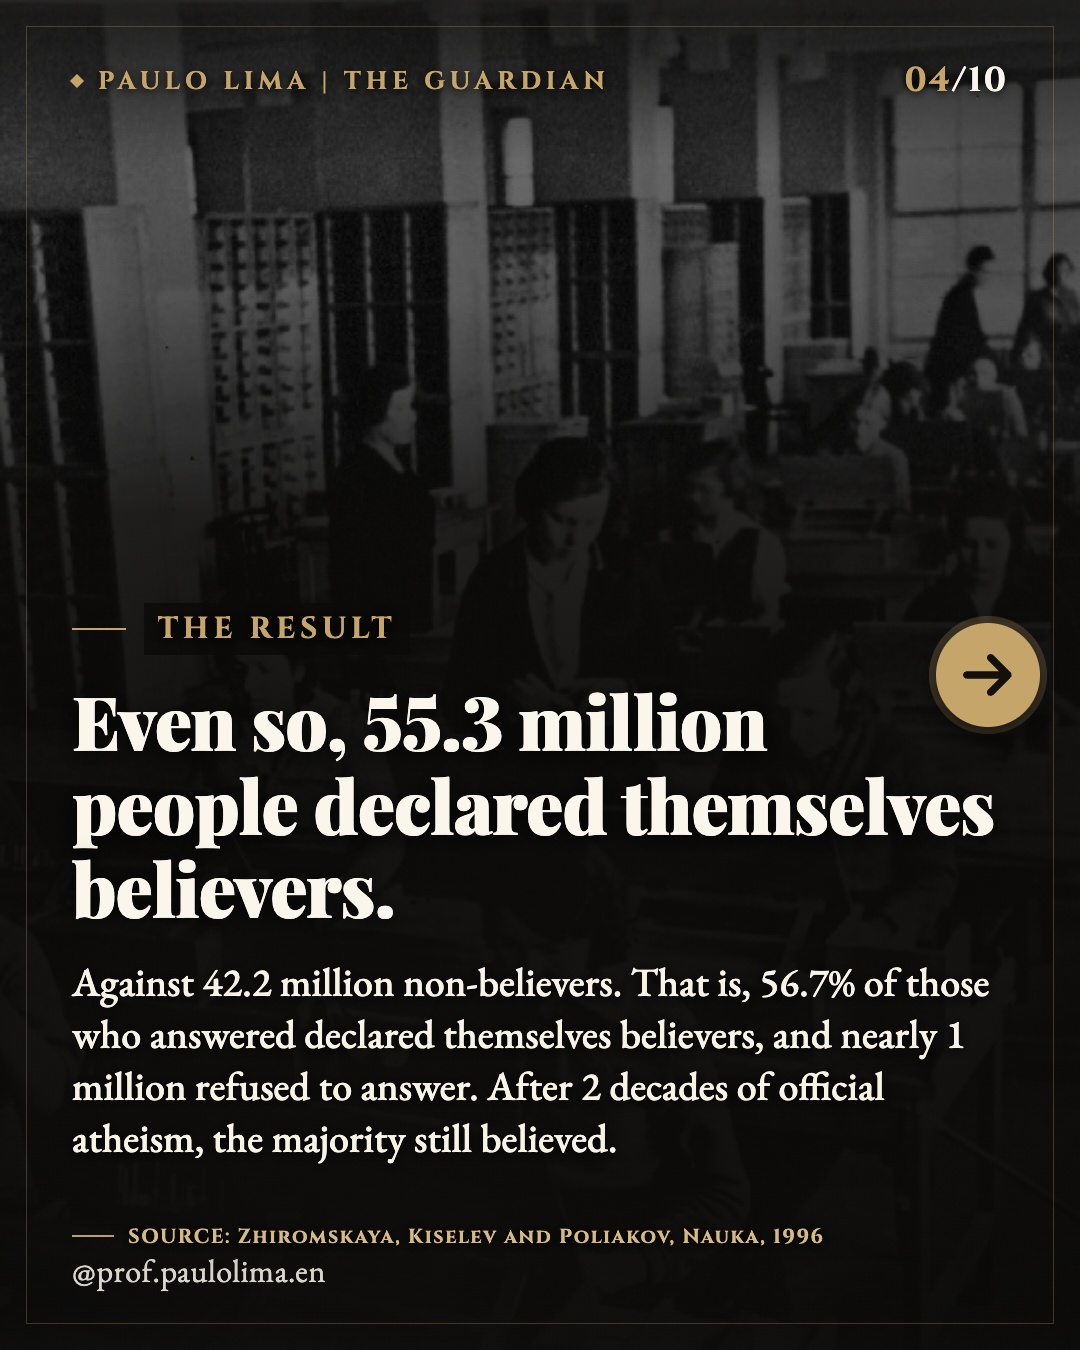 ◆ PAULO LIMA | THE GUARDIAN
04/10
THE RESULT
Even so, 55.3 million
people declared themselves
believers.
Against 42.2 million non-believers. That is, 56.7% of those
who answered declared themselves believers, and nearly 1
million refused to answer. After 2 decades of official
atheism, the majority still believed.
SOURCE: Zhiromskaya, Kiselev and Poliakov, Nauka, 1996
@prof.paulolima.en